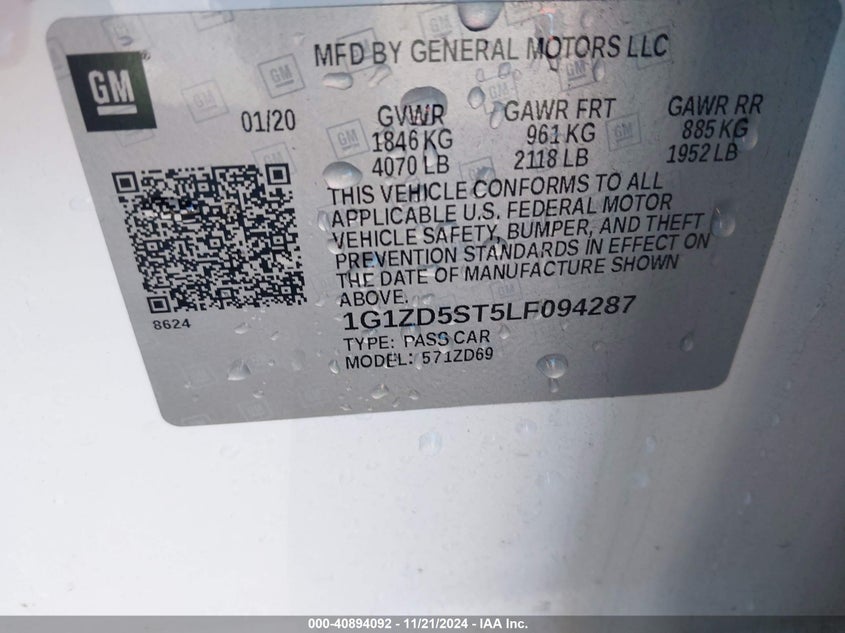 GM
MFD BY GENERAL MOTORS LLC
01/20
GVWR GAWR FRT GAWR RR
1846 KG 961 KG 885 KG
4070 LB 2118 LB 1952 LB
THIS VEHICLE CONFORMS TO ALL
APPLICABLE U.S. FEDERAL MOTOR
VEHICLE SAFETY, BUMPER, AND THEFT
PREVENTION STANDARDS IN EFFECT ON
THE DATE OF MANUFACTURE SHOWN
ABOVE.
8624
1G1ZD5ST5LF094287
TYPE: PASS CAR
MODEL: 571ZD69
000-40894092 - 11/21/2024 - IAA Inc.